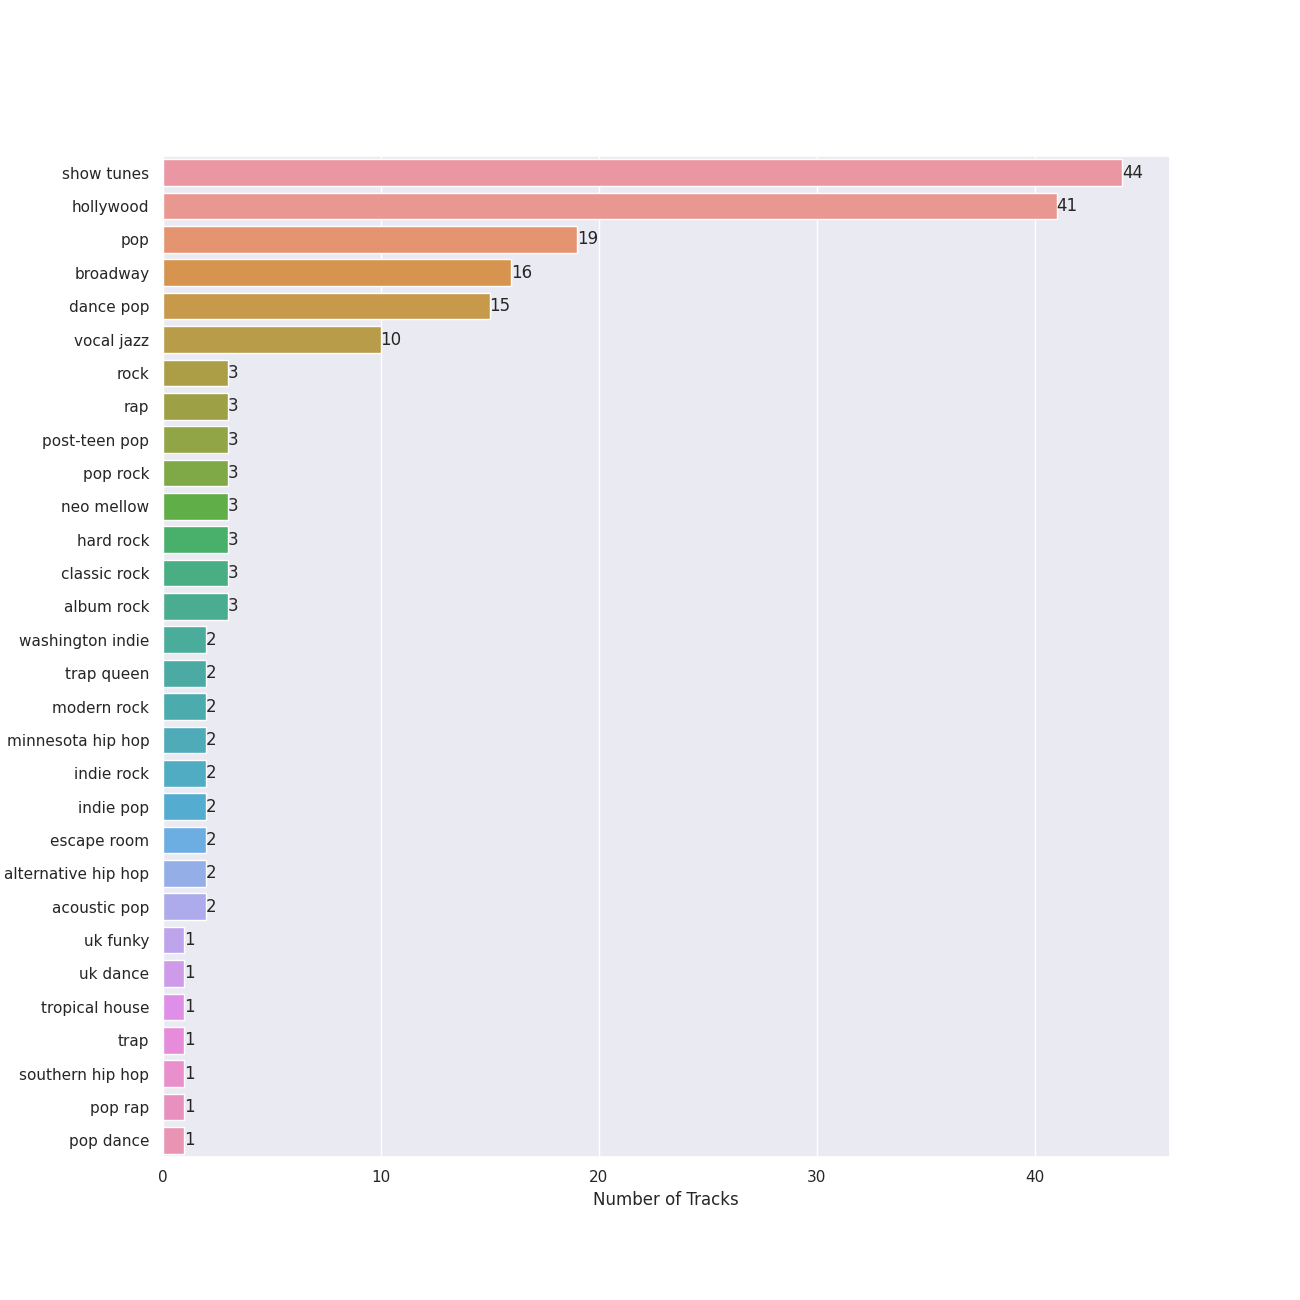 show tunes 44
hollywood 41
pop 19
broadway 16
dance pop 15
vocal jazz 10
rock 3
rap 3
post-teen pop 3
pop rock 3
neo mellow 3
hard rock 3
classic rock 3
album rock 3
washington indie 2
trap queen 2
modern rock 2
minnesota hip hop 2
indie rock 2
indie pop 2
escape room 2
alternative hip hop 2
acoustic pop 2
uk funky 1
uk dance 1
tropical house 1
trap 1
southern hip hop 1
pop rap 1
pop dance 1
0 10 20 30 40
Number of Tracks